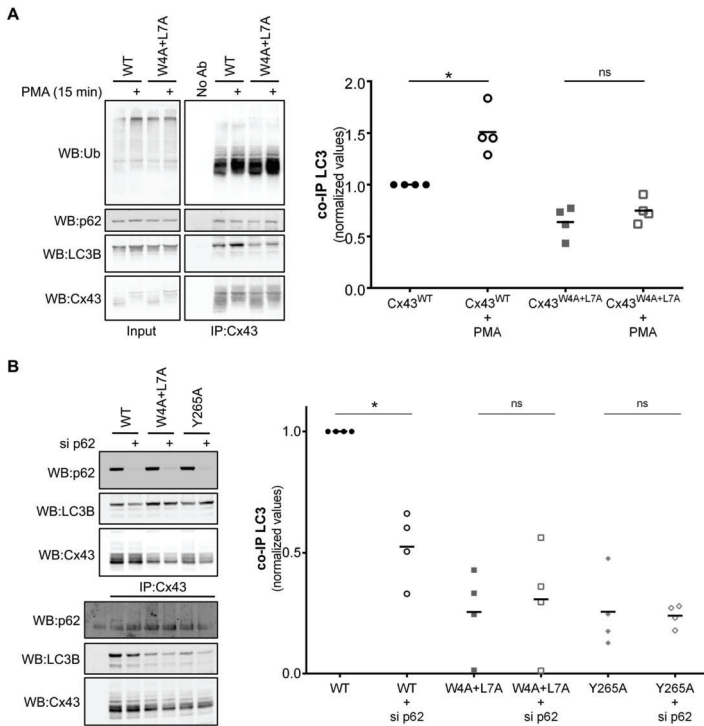 A
WT
W4A+L7A
No Ab
WT
W4A+L7A
PMA (15 min)
+
+
+
+
WB:Ub
WB:p62
WB:LC3B
WB:Cx43
Input
IP:Cx43
co-IP LC3
(normalized values)
2.0
1.5
1.0
0.5
0.0
*
ns
Cx43WT
Cx43WT
+
PMA
Cx43W4A+L7A
Cx43W4A+L7A
+
PMA
B
WT
W4A+L7A
Y265A
si p62
+
+
+
WB:p62
WB:LC3B
WB:Cx43
IP:Cx43
WB:p62
WB:LC3B
WB:Cx43
co-IP LC3
(normalized values)
1.0
0.5
0.0
*
ns
ns
WT
WT
+
si p62
W4A+L7A
W4A+L7A
+
si p62
Y265A
Y265A
+
si p62